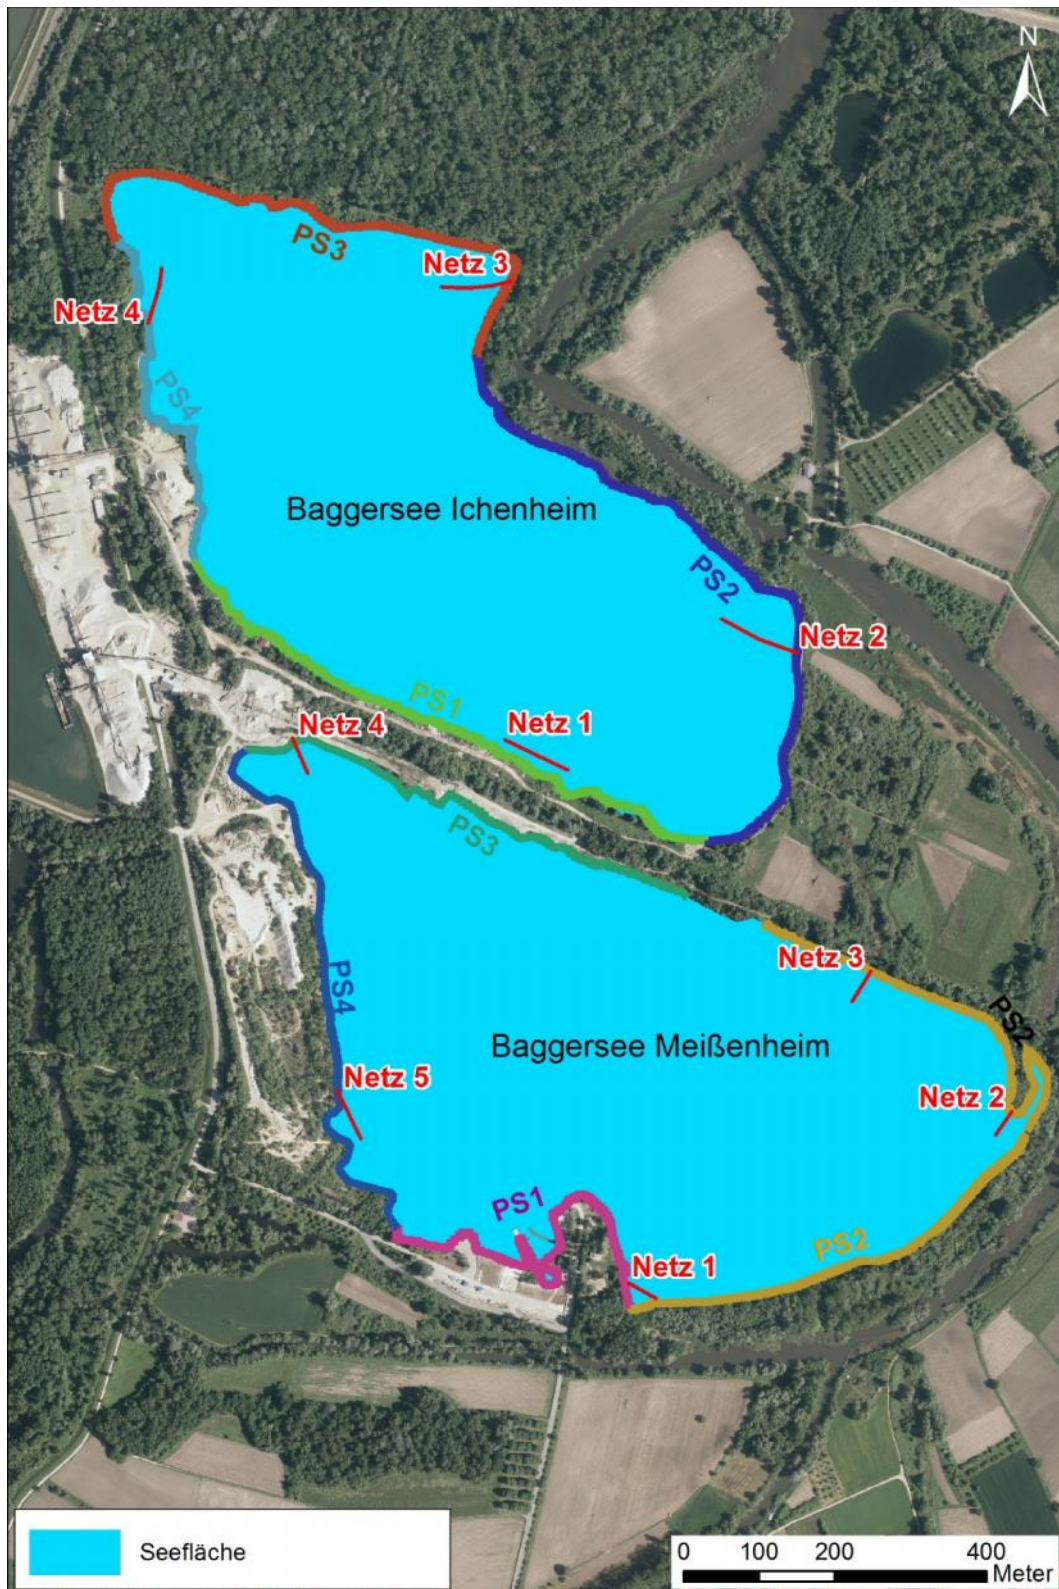 N
PS3
Netz 3
Netz 4
PS4
Baggersee Ichenheim
PS2
Netz 2
PS1
Netz 1
Netz 4
PS3
Netz 3
PS4
PS2
Baggersee Meißenheim
Netz 5
Netz 2
PS1
PS2
Netz 1
Seefläche
0 100 200 400
Meter